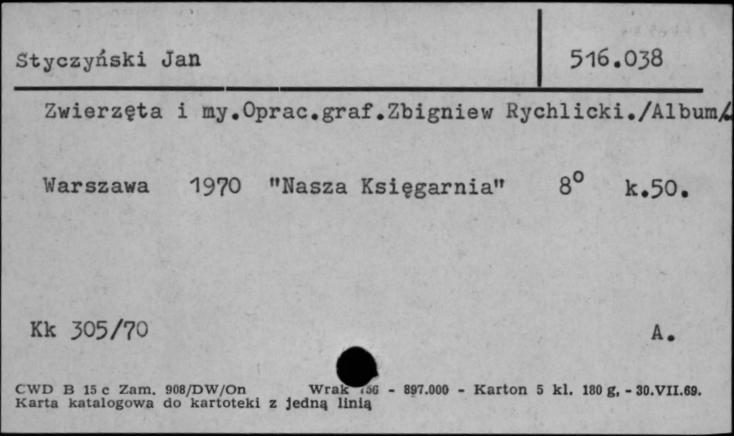 Styczyński Jan 516.038
Zwierzęta i my.Oprac.graf.Zbigniew Rychlicki./Album/.
Warszawa 1970 "Nasza Księgarnia" 8° k.50.
Kk 305/70 A.
CWD B 15 c Zam. 908/DW/On Wrak - 897.000 - Karton 5 kl. 180 g, - 30.VII.69.
Karta katalogowa do kartoteki z jedną linią